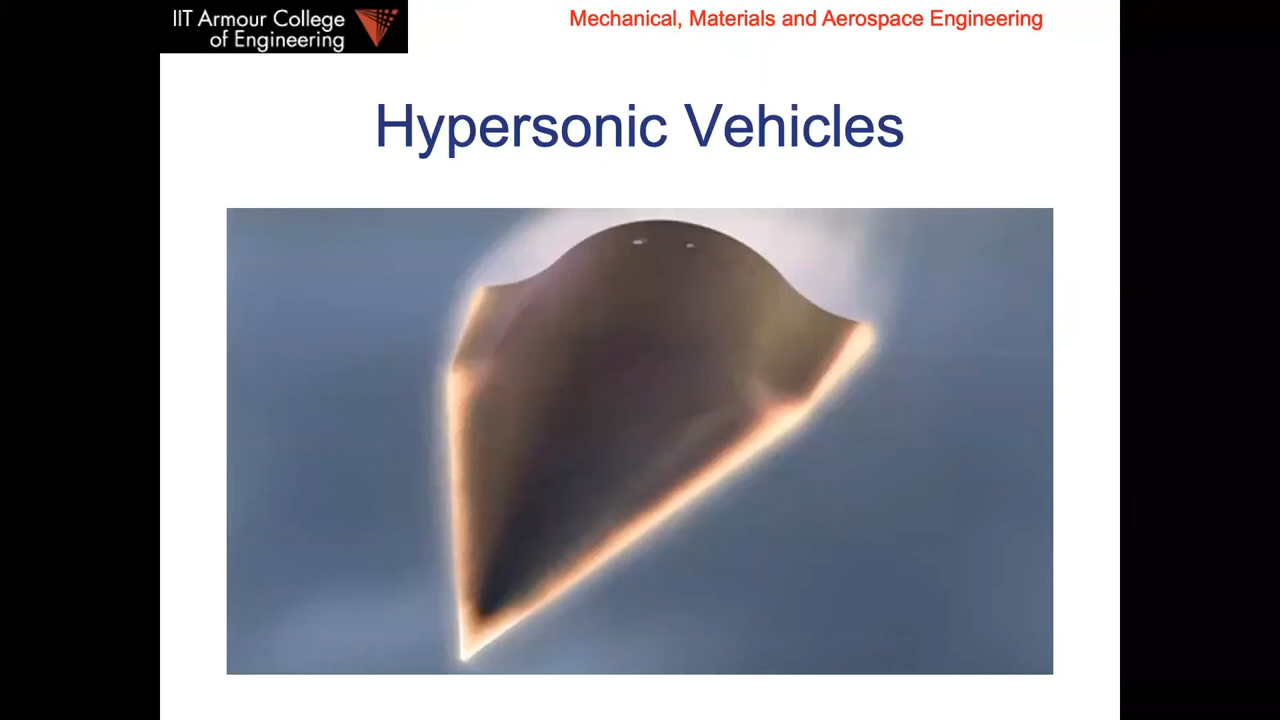 IIT Armour College
of Engineering
Mechanical, Materials and Aerospace Engineering
Hypersonic Vehicles